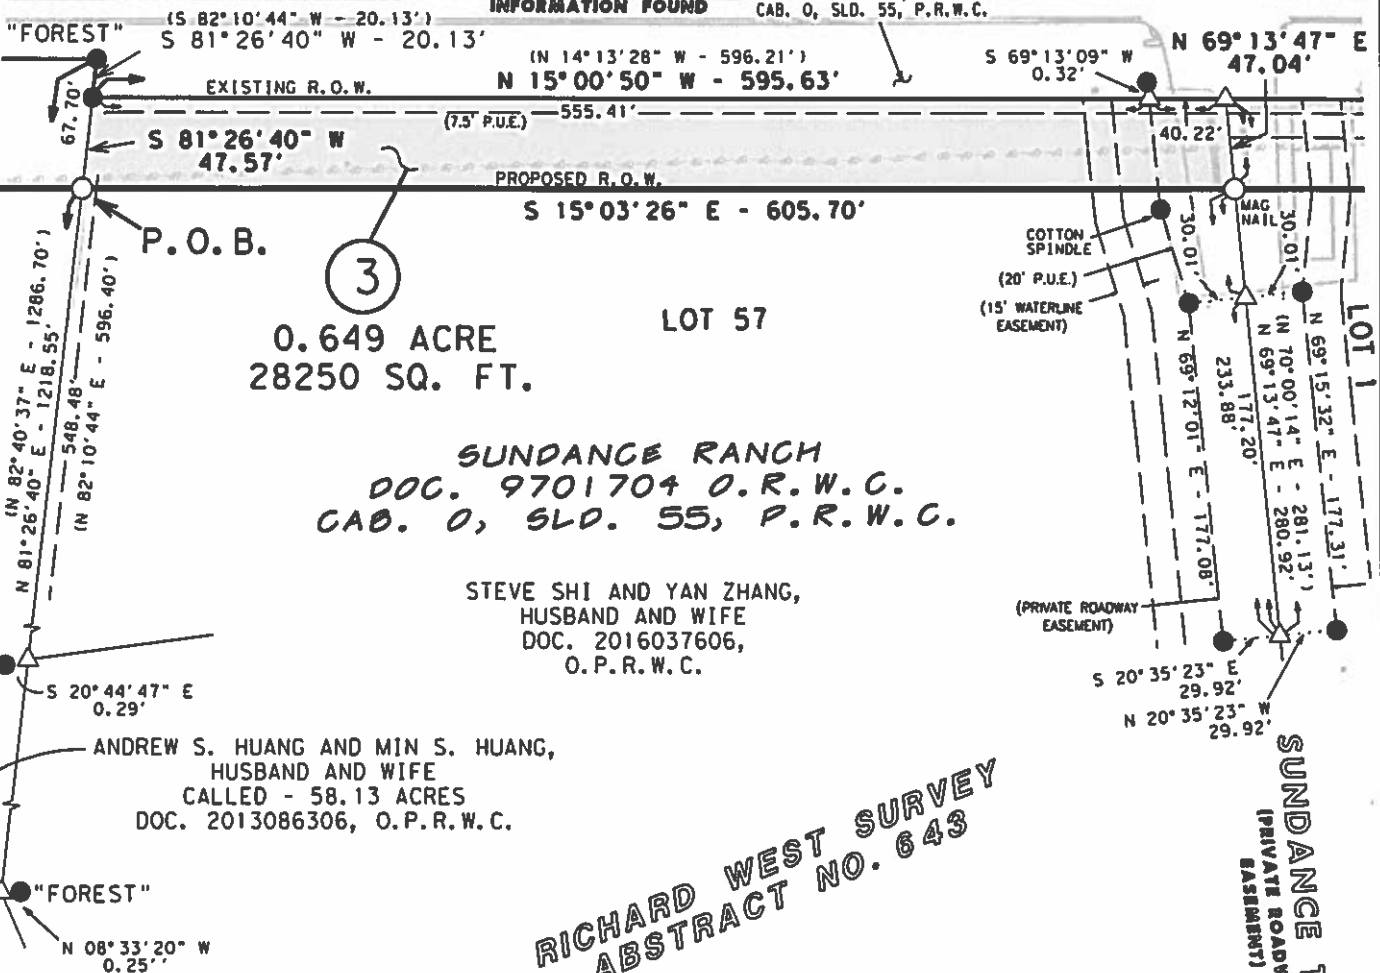 "FOREST"
(S 82°10'44" W - 20.13')
S 81°26'40" W - 20.13'
INFORMATION FOUND
CAB. O, SLD. 55, P.R.W.C.
(N 14°13'28" W - 596.21')
N 15°00'50" W - 595.63'
S 69°13'09" W
0.32'
N 69°13'47" E
47.04'
EXISTING R.O.W.
67.70'
(7.5' P.U.E.)
555.41'
40.22'
S 81°26'40" W
47.57'
PROPOSED R.O.W.
S 15°03'26" E - 605.70'
P.O.B.
MAG
NAIL
COTTON
SPINDLE
30.01'
30.01'
(20' P.U.E.)
(15' WATERLINE
EASEMENT)
3
0.649 ACRE
28250 SQ. FT.
LOT 57
LOT 1
(N 82°40'37" E - 1286.70')
N 81°26'40" E - 1218.55'
548.48'
(N 82°10'44" E - 596.40')
N 69°12'01" E - 177.08'
233.88'
177.20'
N 69°13'47" E - 280.92'
(N 70°00'14" E - 281.13')
N 69°15'32" E - 177.31'
SUNDANCE RANCH
DOC. 9701704 O.R.W.C.
CAB. O, SLD. 55, P.R.W.C.
STEVE SHI AND YAN ZHANG,
HUSBAND AND WIFE
DOC. 2016037606,
O.P.R.W.C.
(PRIVATE ROADWAY
EASEMENT)
S 20°35'23" E
29.92'
N 20°35'23" W
29.92'
S 20°44'47" E
0.29'
ANDREW S. HUANG AND MIN S. HUANG,
HUSBAND AND WIFE
CALLED - 58.13 ACRES
DOC. 2013086306, O.P.R.W.C.
"FOREST"
N 08°33'20" W
0.25''
RICHARD WEST SURVEY
ABSTRACT NO. 643
SUNDANCE
(PRIVATE ROADW
EASEMENT)